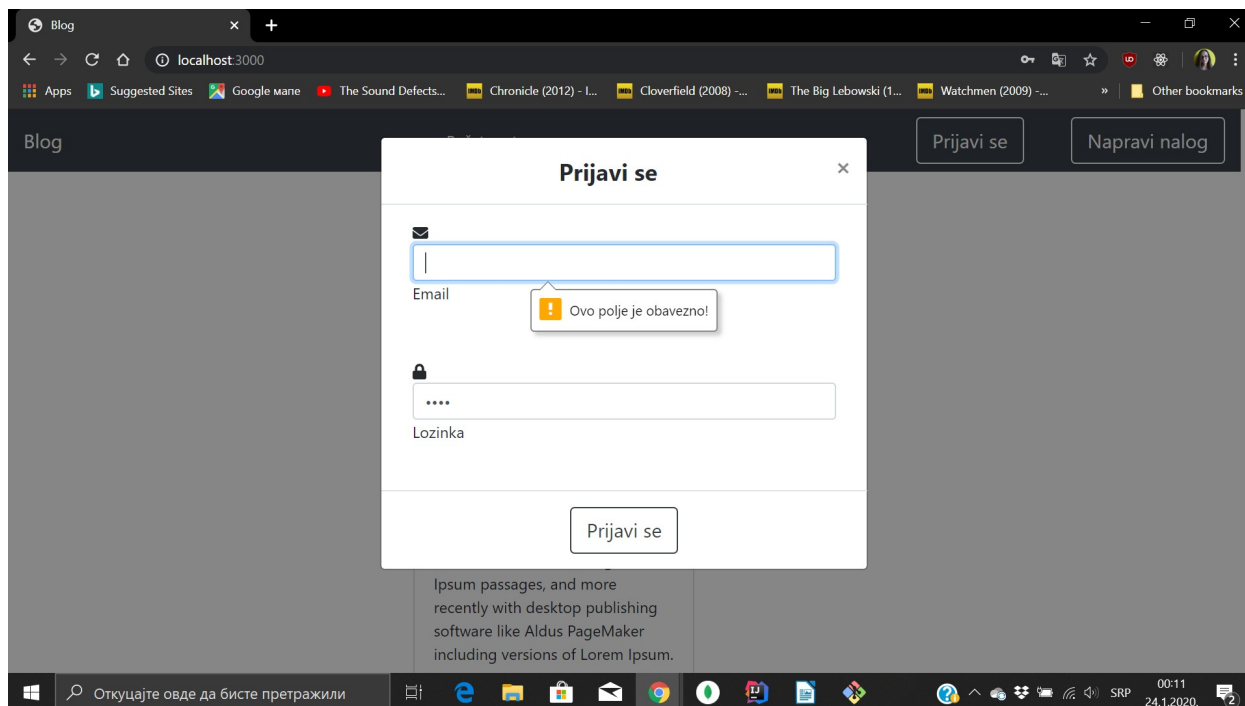 Blog
localhost:3000
Apps Suggested Sites Google мапе The Sound Defects... Chronicle (2012) - I... Cloverfield (2008) -... The Big Lebowski (1... Watchmen (2009) -... » Other bookmarks
Blog Prijavi se Napravi nalog
Prijavi se ×
Email
Ovo polje je obavezno!
Lozinka
Prijavi se
Ipsum passages, and more
recently with desktop publishing
software like Aldus PageMaker
including versions of Lorem Ipsum.
Откуцајте овде да бисте претражили
SRP
00:11
24.1.2020.
2